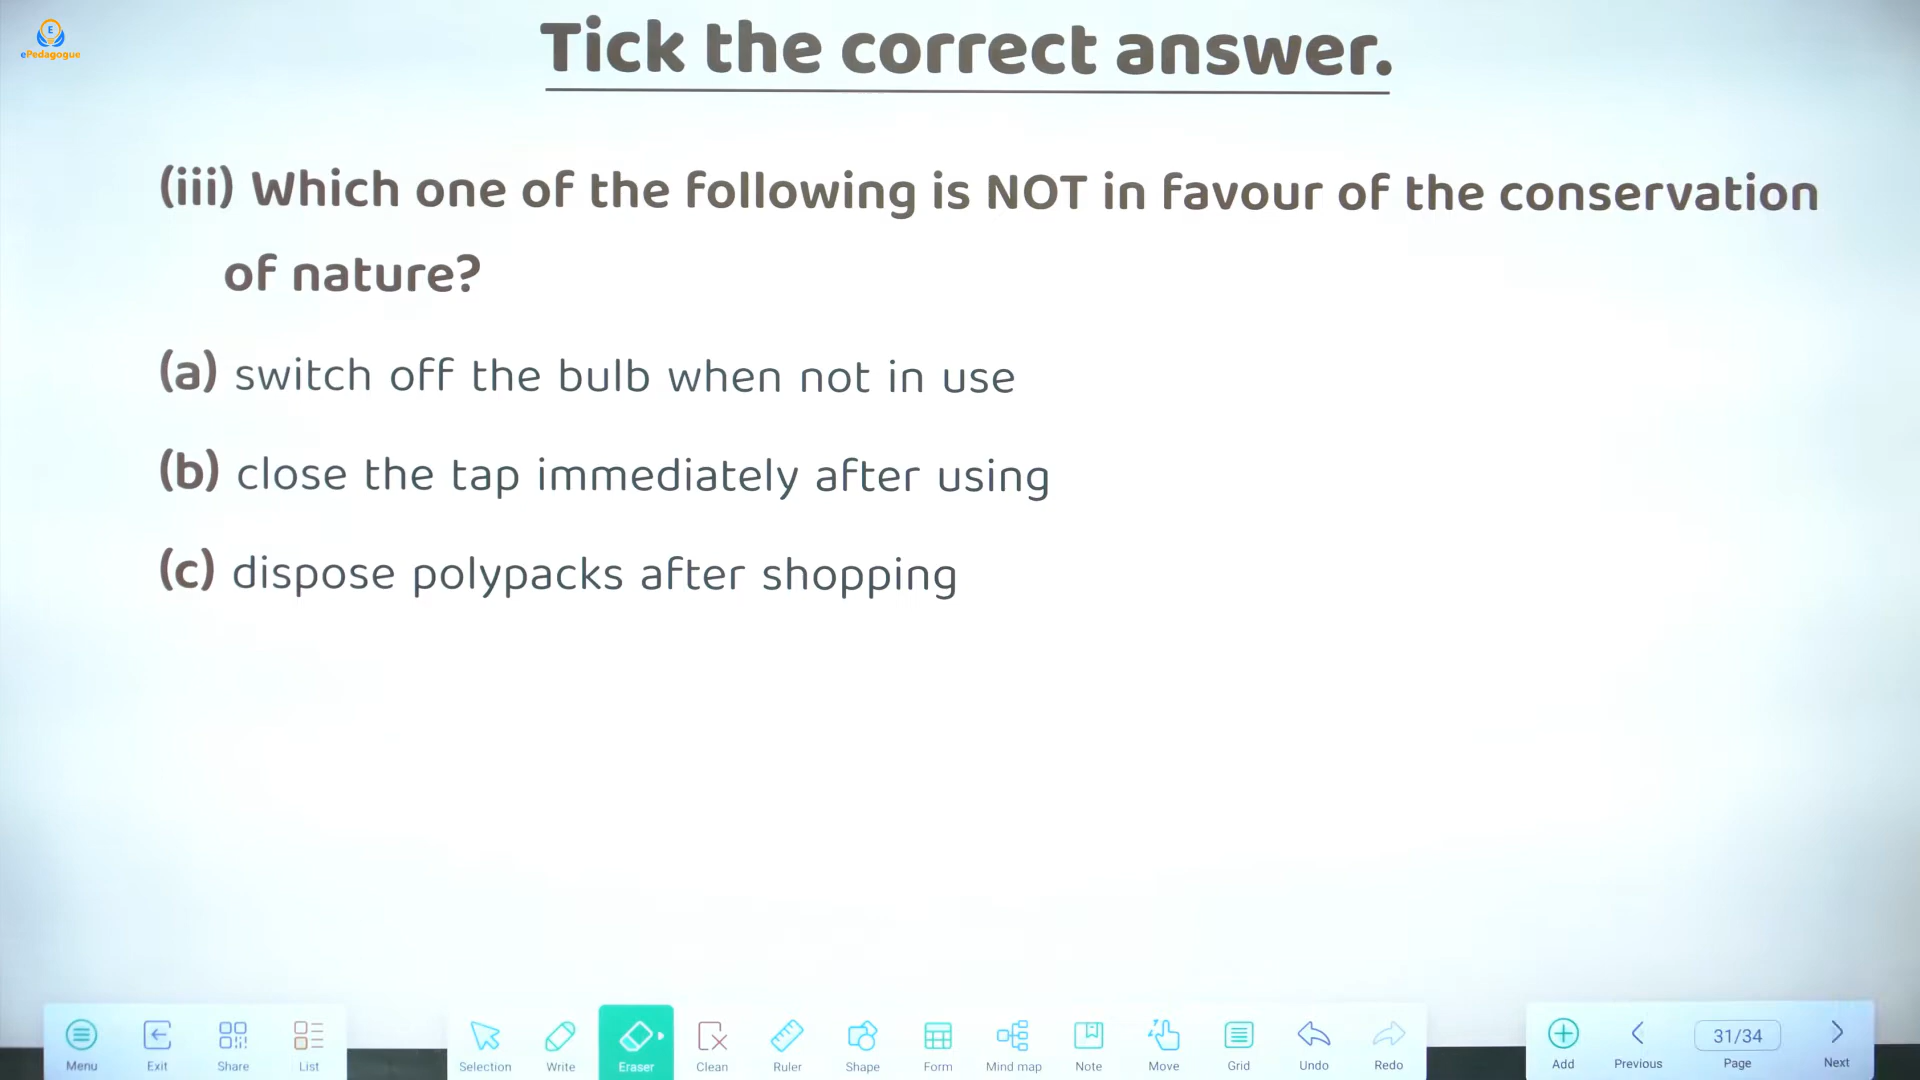 ePedagogue
Tick the correct answer.
(iii) Which one of the following is NOT in favour of the conservation
of nature?
(a) switch off the bulb when not in use
(b) close the tap immediately after using
(c) dispose polypacks after shopping
Menu Exit Share List Selection Write Eraser Clean Ruler Shape Form Mind map Note Move Grid Undo Redo Add Previous 31/34 Page Next